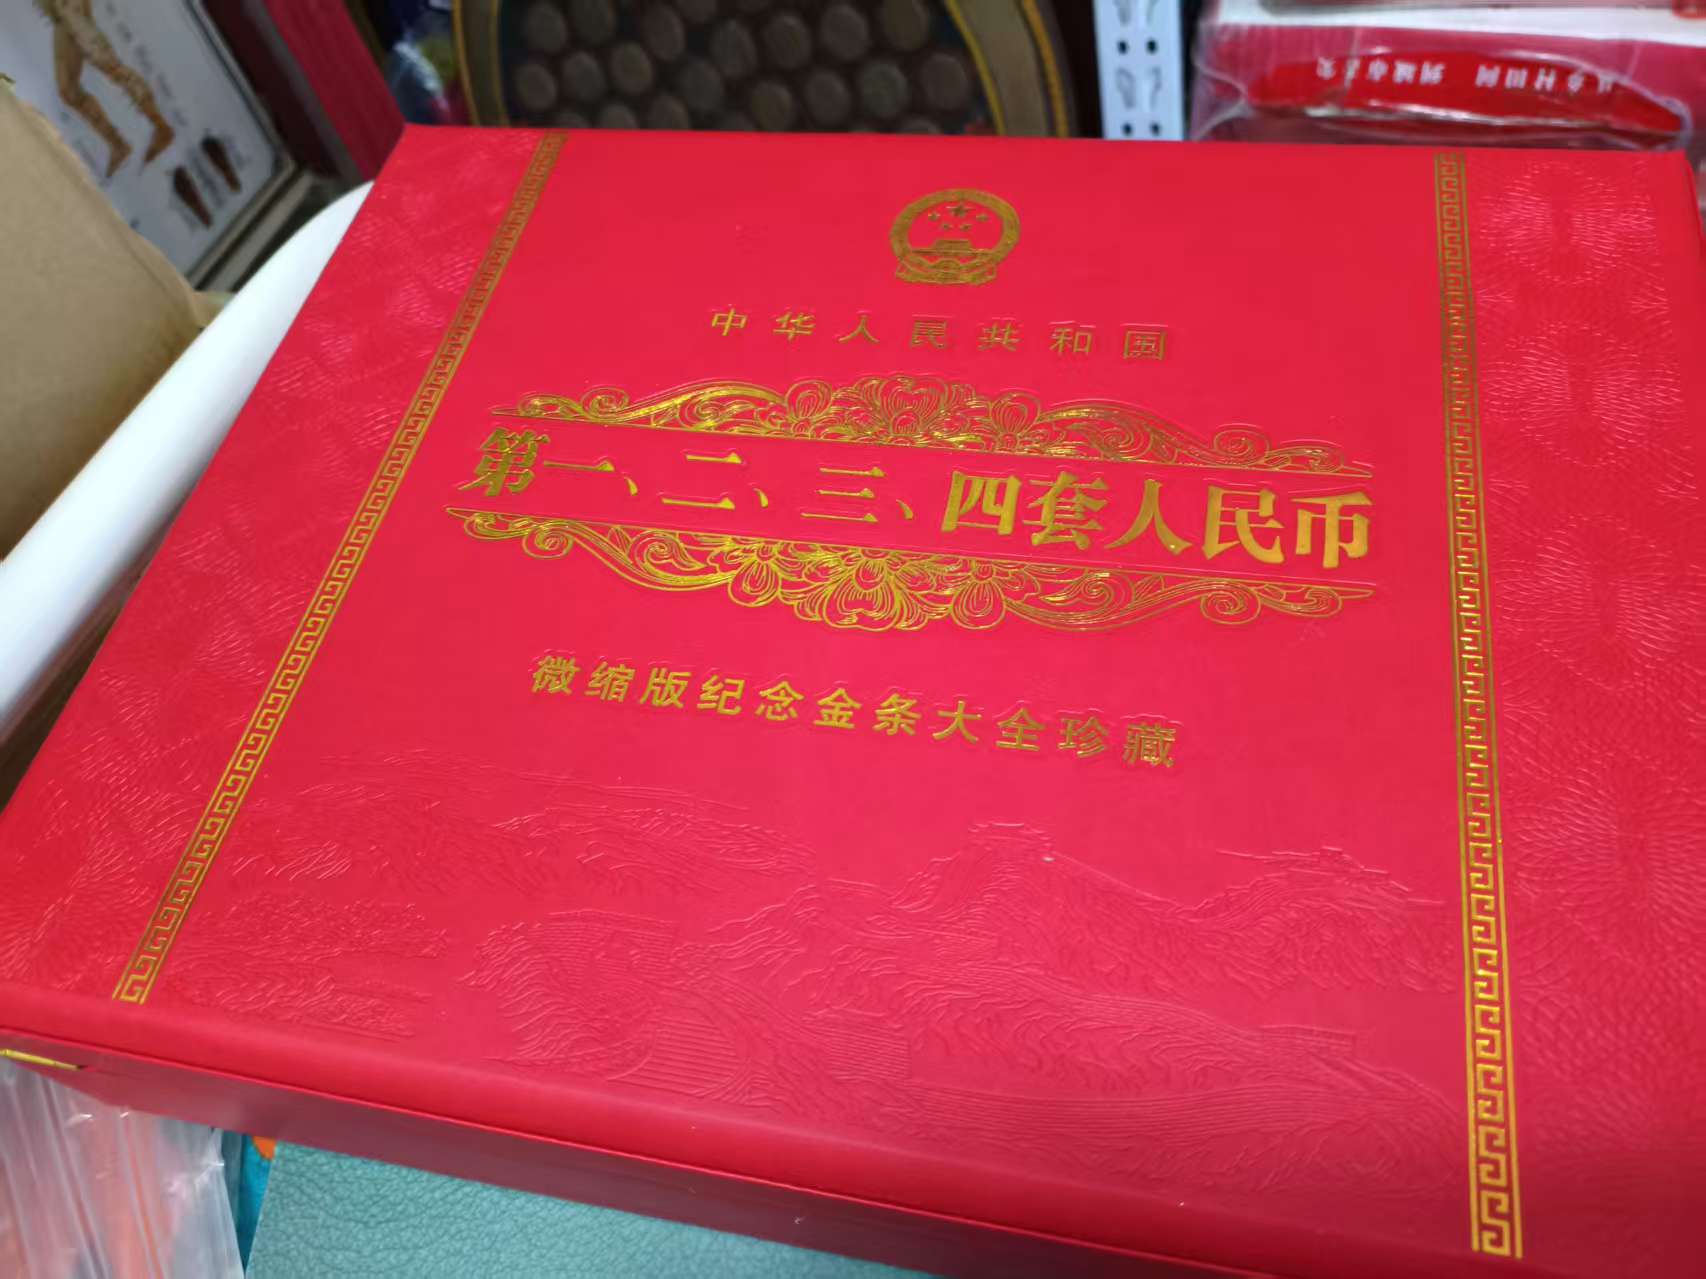 中华人民共和国
第一、二、三、四套人民币
微缩版纪念金条大全珍藏